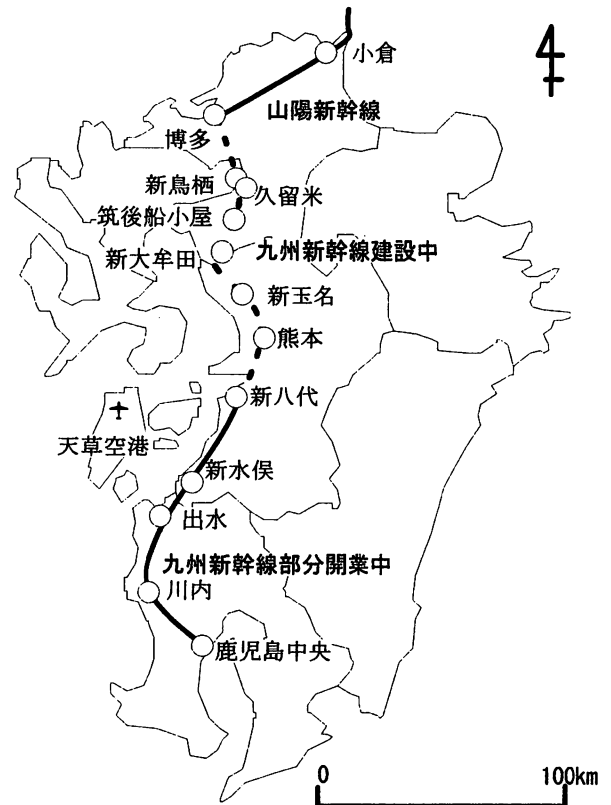 小倉
山陽新幹線
博多
新鳥栖
久留米
筑後船小屋
九州新幹線建設中
新大牟田
新玉名
熊本
新八代
天草空港
新水俣
出水
九州新幹線部分開業中
川内
鹿児島中央
0 100km